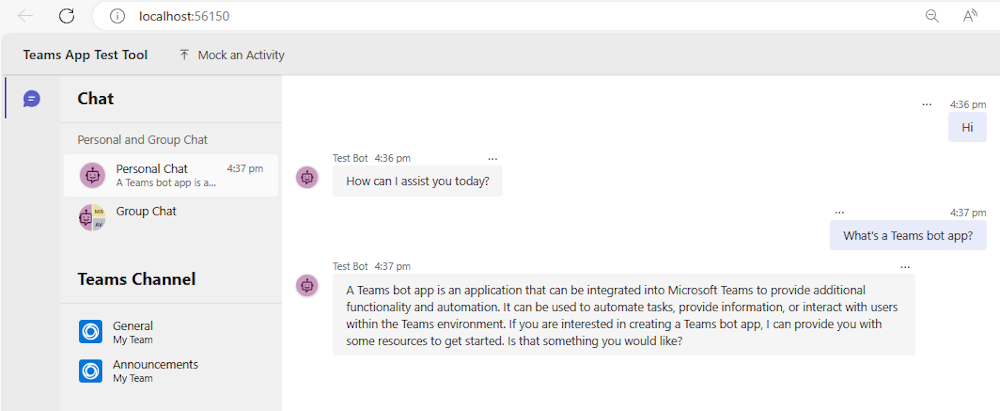 localhost:56150
Teams App Test Tool
Mock an Activity
Chat
Personal and Group Chat
Personal Chat 4:37 pm
A Teams bot app is a...
Group Chat
Teams Channel
General
My Team
Announcements
My Team
... 4:36 pm
Hi
Test Bot 4:36 pm ...
How can I assist you today?
... 4:37 pm
What's a Teams bot app?
Test Bot 4:37 pm ...
A Teams bot app is an application that can be integrated into Microsoft Teams to provide additional
functionality and automation. It can be used to automate tasks, provide information, or interact with users
within the Teams environment. If you are interested in creating a Teams bot app, I can provide you with
some resources to get started. Is that something you would like?